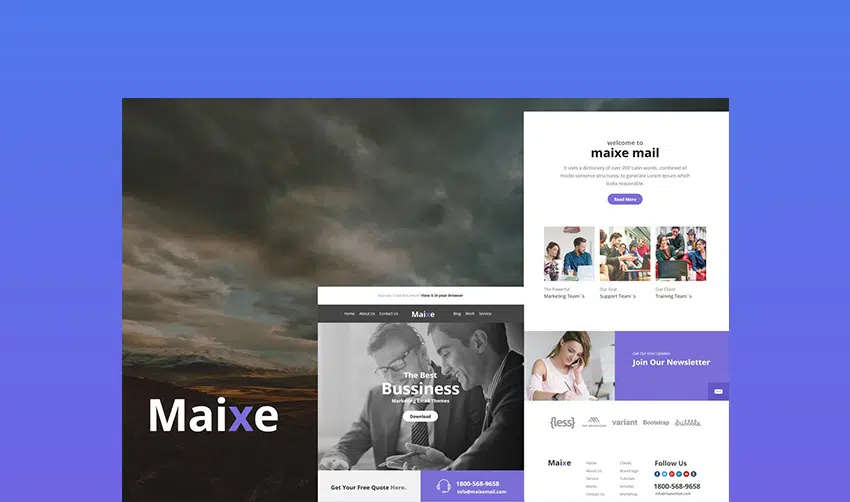 Maixe
View it in your browser
Home About Us Contact Us Maixe Blog Work Service
The Best
Bussiness
Marketing Email Themes
Download
Get Your Free Quote Here.
1800-568-9658
info@maixemail.com
welcome to
maixe mail
It uses a dictionary of over 200 Latin words, combined of
model sentence structures, to generate Lorem Ipsum which
looks reasonable.
Read More
The Powerful
Marketing Team`s
Our Grat
Support Team`s
Our Client
Training Team`s
Get Our Free Updates
Join Our Newsletter
{less}
variant
Bootstrap
dribbble
Maixe
Home
About Us
Service
Works
Contact Us
Clients
Brand logo
Tutorials
Workshop
Follow Us
1800-568-9658
info@maixemail.com